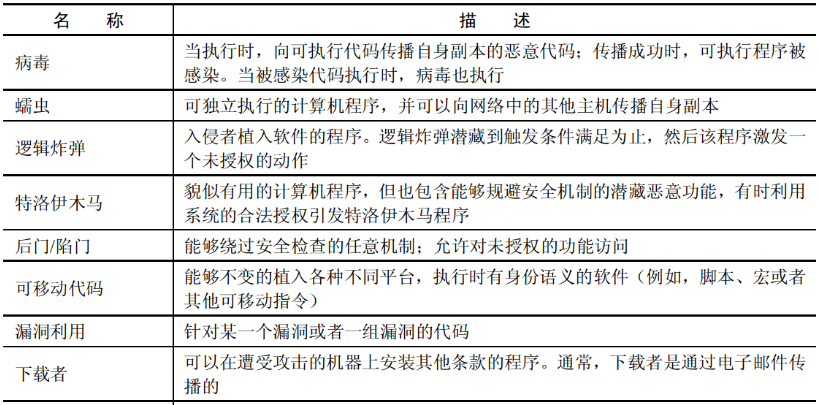 名 称 描 述
病毒 当执行时，向可执行代码传播自身副本的恶意代码；传播成功时，可执行程序被
感染。当被感染代码执行时，病毒也执行
蠕虫 可独立执行的计算机程序，并可以向网络中的其他主机传播自身副本
逻辑炸弹 入侵者植入软件的程序。逻辑炸弹潜藏到触发条件满足为止，然后该程序激发一
个未授权的动作
特洛伊木马 貌似有用的计算机程序，但也包含能够规避安全机制的潜藏恶意功能，有时利用
系统的合法授权引发特洛伊木马程序
后门/陷门 能够绕过安全检查的任意机制；允许对未授权的功能访问
可移动代码 能够不变的植入各种不同平台，执行时有身份语义的软件（例如，脚本、宏或者
其他可移动指令）
漏洞利用 针对某一个漏洞或者一组漏洞的代码
下载者 可以在遭受攻击的机器上安装其他条款的程序。通常，下载者是通过电子邮件传
播的